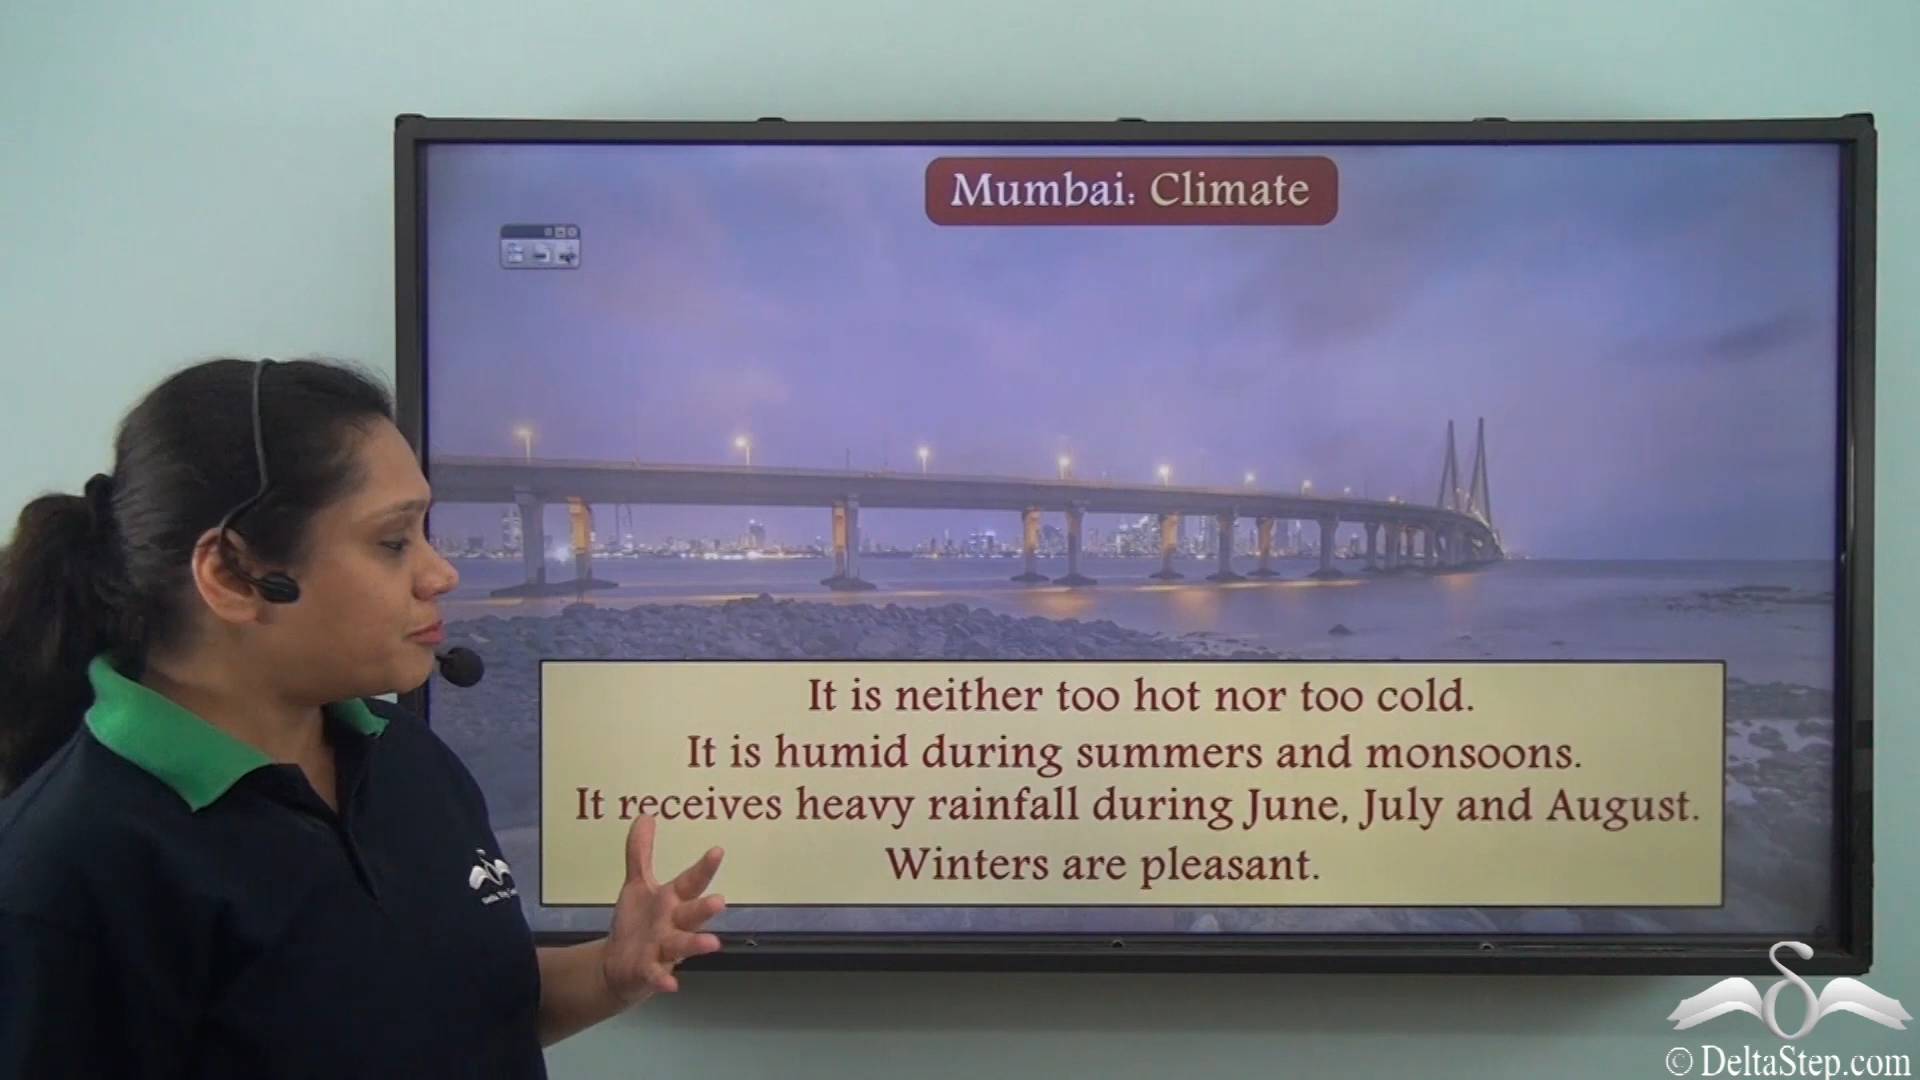 Mumbai: Climate
It is neither too hot nor too cold.
It is humid during summers and monsoons.
It receives heavy rainfall during June, July and August.
Winters are pleasant.
© DeltaStep.com